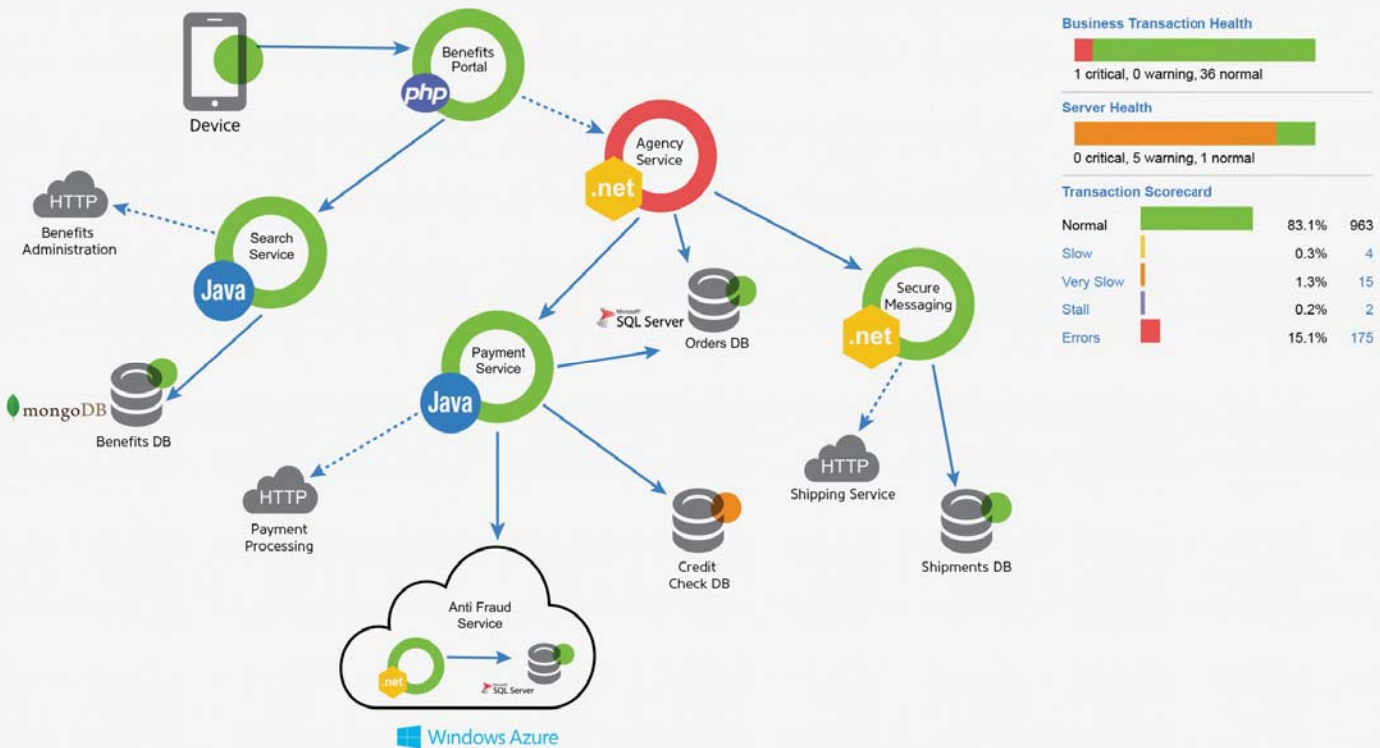 Device
Benefits
Portal
php
Agency
Service
.net
HTTP
Benefits
Administration
Search
Service
Java
mongoDB
Benefits DB
Microsoft
SQL Server
Orders DB
Payment
Service
Java
Secure
Messaging
.net
HTTP
Payment
Processing
HTTP
Shipping Service
Credit
Check DB
Shipments DB
Anti Fraud
Service
.net
Microsoft
SQL Server
Windows Azure
Business Transaction Health
1 critical, 0 warning, 36 normal
Server Health
0 critical, 5 warning, 1 normal
Transaction Scorecard
Normal 83.1% 963
Slow 0.3% 4
Very Slow 1.3% 15
Stall 0.2% 2
Errors 15.1% 175